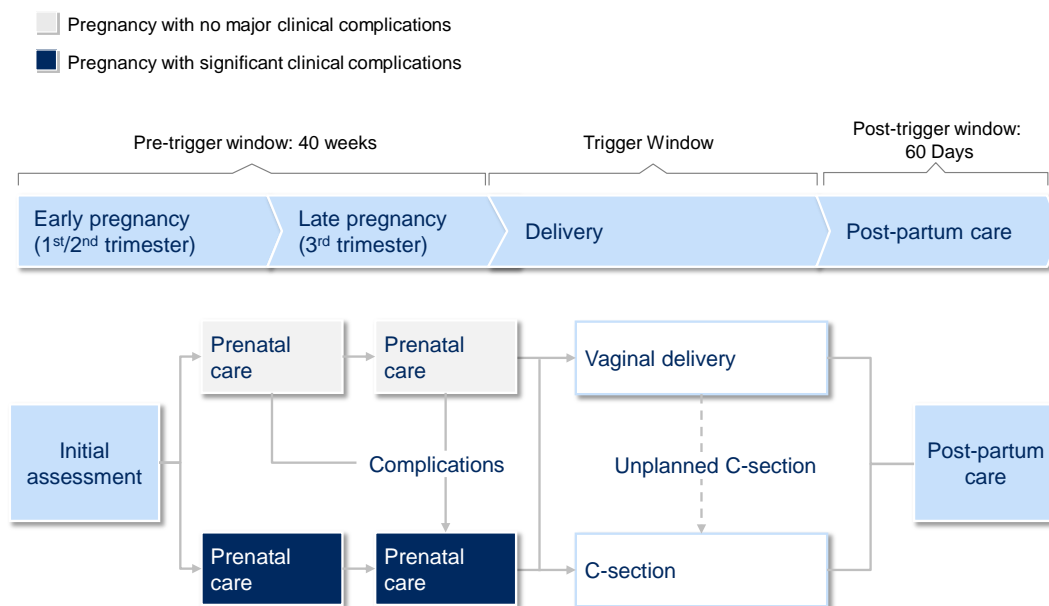 Pregnancy with no major clinical complications
Pregnancy with significant clinical complications
Pre-trigger window: 40 weeks
Trigger Window
Post-trigger window:
60 Days
Early pregnancy
(1st/2nd trimester)
Late pregnancy
(3rd trimester)
Delivery
Post-partum care
Prenatal
care
Prenatal
care
Vaginal delivery
Initial
assessment
Complications
Unplanned C-section
Post-partum
care
Prenatal
care
Prenatal
care
C-section